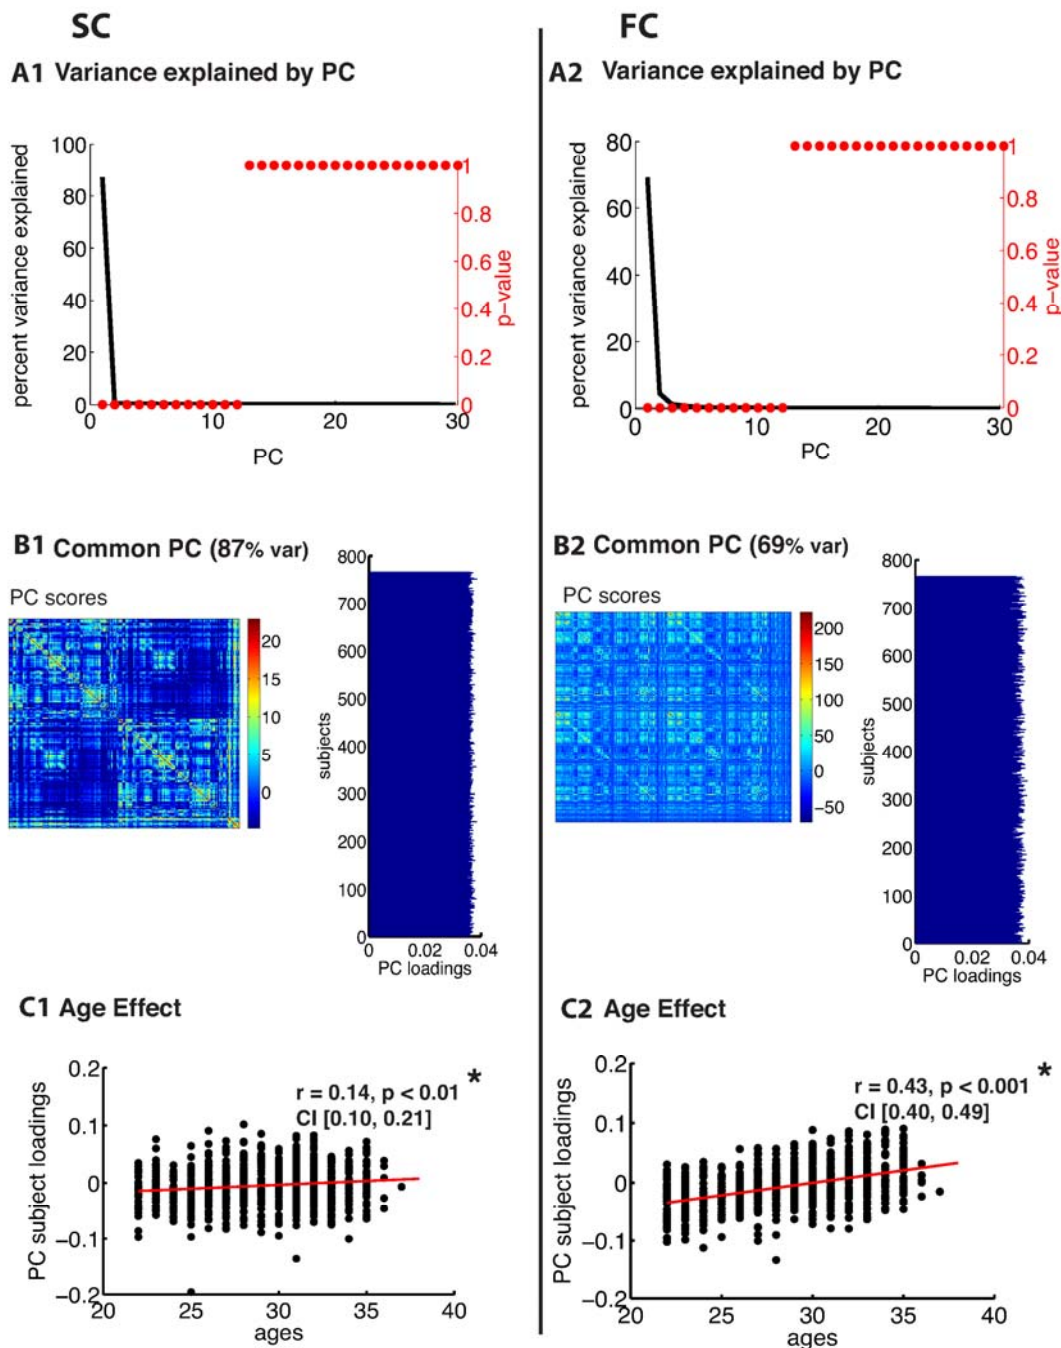 SC
A1 Variance explained by PC
percent variance explained
100
80
60
40
20
0
1
0.8
0.6
0.4
0.2
0
p-value
0 10 20 30
PC
B1 Common PC (87% var)
PC scores
20
15
10
5
0
subjects
800
700
600
500
400
300
200
100
0
0 0.02 0.04
PC loadings
C1 Age Effect
PC subject loadings
0.2
0.1
0
−0.1
−0.2
r = 0.14, p < 0.01 *
CI [0.10, 0.21]
20 25 30 35 40
ages
FC
A2 Variance explained by PC
percent variance explained
80
60
40
20
0
1
0.8
0.6
0.4
0.2
0
p-value
0 10 20 30
PC
B2 Common PC (69% var)
PC scores
200
150
100
50
0
−50
subjects
800
700
600
500
400
300
200
100
0
0 0.02 0.04
PC loadings
C2 Age Effect
PC subject loadings
0.2
0.1
0
−0.1
−0.2
r = 0.43, p < 0.001 *
CI [0.40, 0.49]
20 25 30 35 40
ages